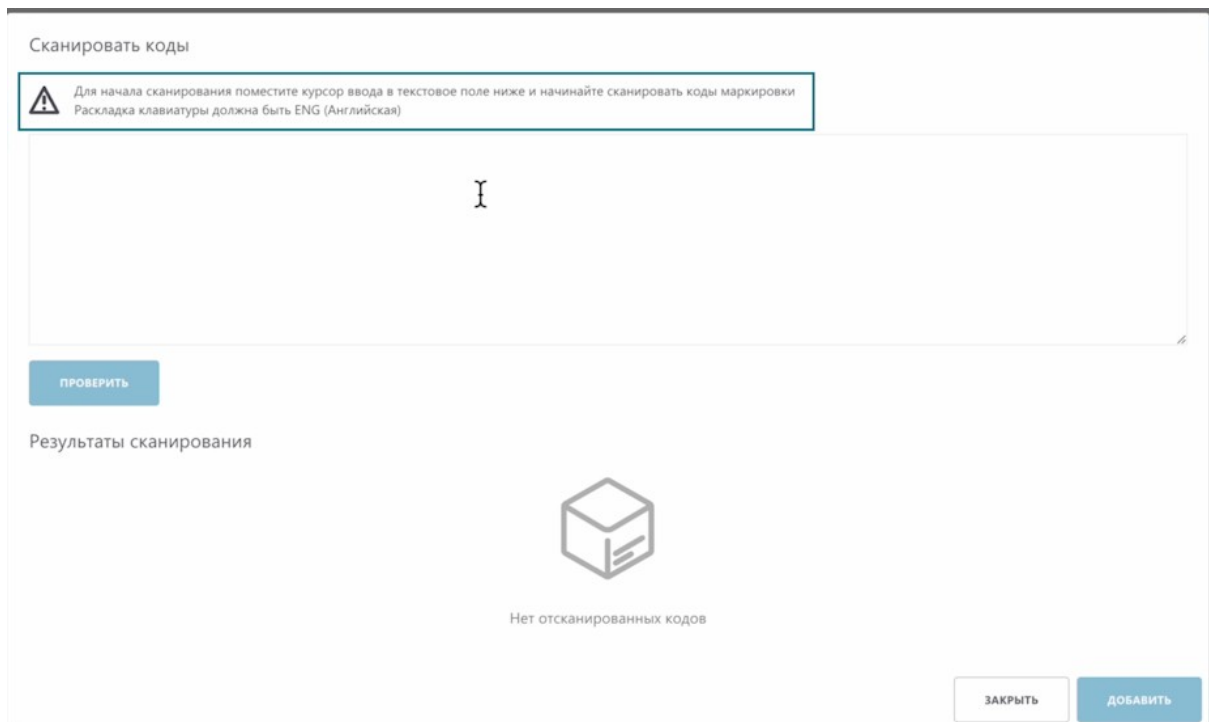 Сканировать коды
Для начала сканирования поместите курсор ввода в текстовое поле ниже и начинайте сканировать коды маркировки
Раскладка клавиатуры должна быть ENG (Английская)
ПРОВЕРИТЬ
Результаты сканирования
Нет отсканированных кодов
ЗАКРЫТЬ
ДОБАВИТЬ